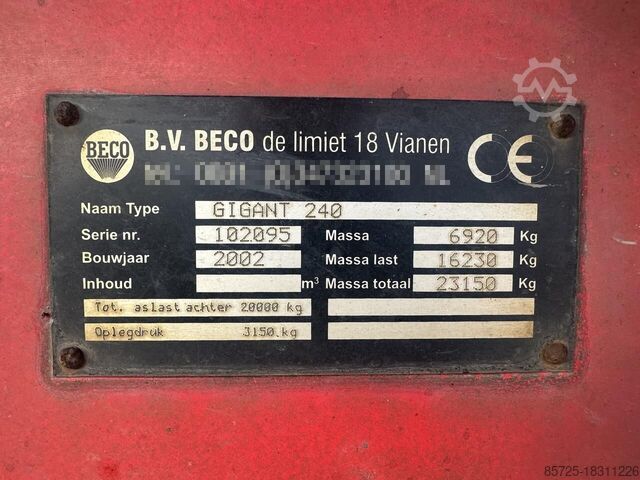 BECO B.V. BECO de limiet 18 Vianen CE
Naam Type GIGANT 240
Serie nr. 102095 Massa 6920 Kg
Bouwjaar 2002 Massa last 16230 Kg
Inhoud m³ Massa totaal 23150 Kg
Tot. aslast achter 20000 kg
Oplegdruk 3150 kg
85725-18311226